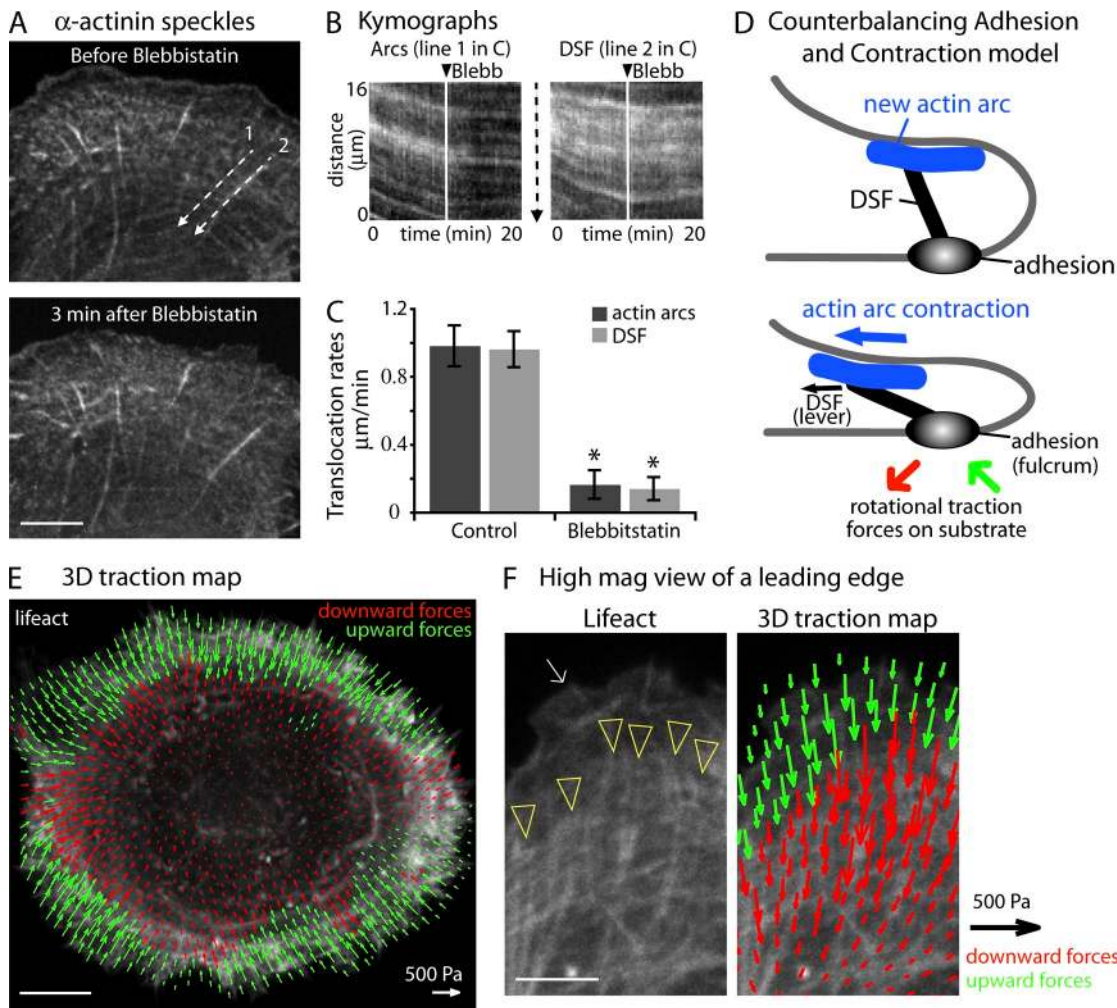 A α-actinin speckles
Before Blebbistatin
1
2
3 min after Blebbistatin
B Kymographs
Arcs (line 1 in C)
DSF (line 2 in C)
Blebb
Blebb
16
distance
(μm)
0
0 time (min) 20
0 time (min) 20
C
actin arcs
DSF
Translocation rates
μm/min
1.2
0.8
0.4
0
* *
Control Blebbitstatin
D Counterbalancing Adhesion
and Contraction model
new actin arc
DSF
adhesion
actin arc contraction
DSF
(lever)
adhesion
(fulcrum)
rotational traction
forces on substrate
E 3D traction map
lifeact
downward forces
upward forces
500 Pa
F High mag view of a leading edge
Lifeact
3D traction map
500 Pa
downward forces
upward forces